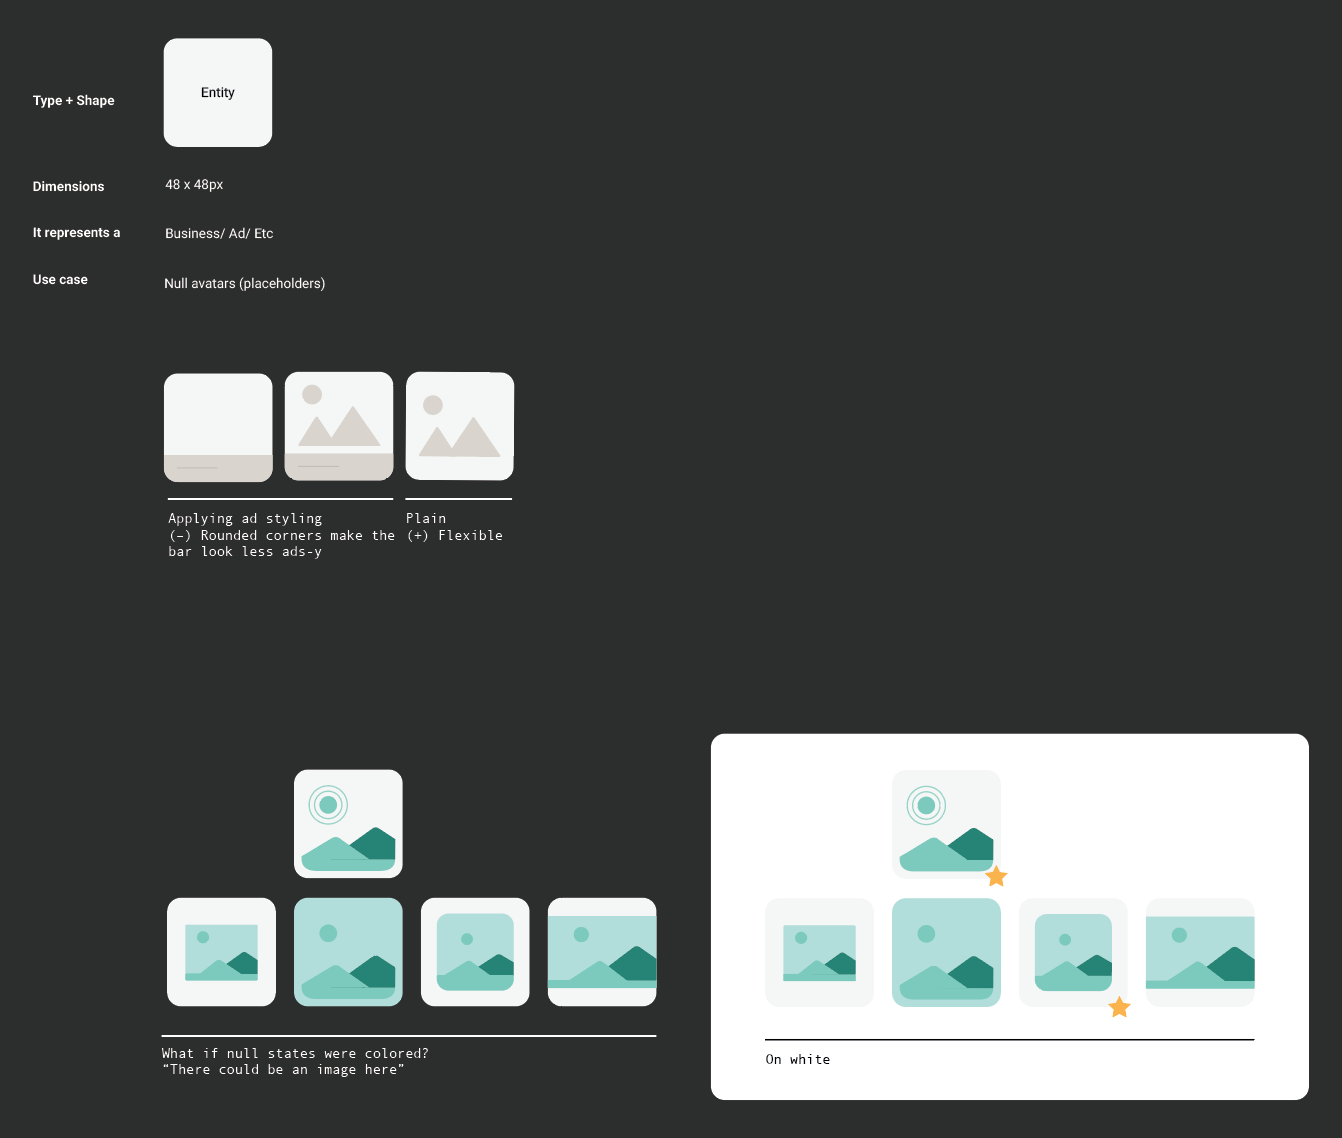 Entity
Type + Shape
Dimensions
48 x 48px
It represents a
Business/ Ad/ Etc
Use case
Null avatars (placeholders)
Applying ad styling
(-) Rounded corners make the
bar look less ads-y
Plain
(+) Flexible
What if null states were colored?
“There could be an image here”
On white